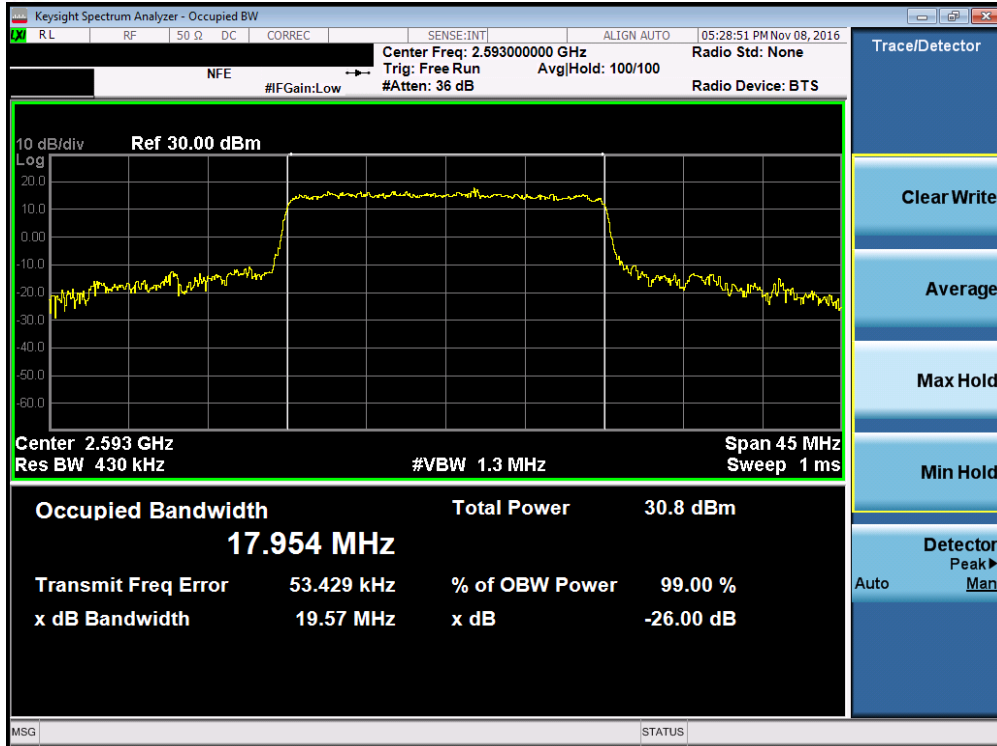 Keysight Spectrum Analyzer - Occupied BW
LXI RL RF 50 Ω DC CORREC SENSE:INT ALIGN AUTO 05:28:51 PM Nov 08, 2016
Center Freq: 2.593000000 GHz Radio Std: None
NFE Trig: Free Run Avg|Hold: 100/100
#IFGain:Low #Atten: 36 dB Radio Device: BTS
10 dB/div Ref 30.00 dBm
Log
20.0
10.0
0.00
-10.0
-20.0
-30.0
-40.0
-50.0
-60.0
Center 2.593 GHz Span 45 MHz
Res BW 430 kHz #VBW 1.3 MHz Sweep 1 ms
Occupied Bandwidth Total Power 30.8 dBm
17.954 MHz
Transmit Freq Error 53.429 kHz % of OBW Power 99.00 %
x dB Bandwidth 19.57 MHz x dB -26.00 dB
MSG STATUS
Trace/Detector
Clear Write
Average
Max Hold
Min Hold
Detector
Peak▶
Auto Man